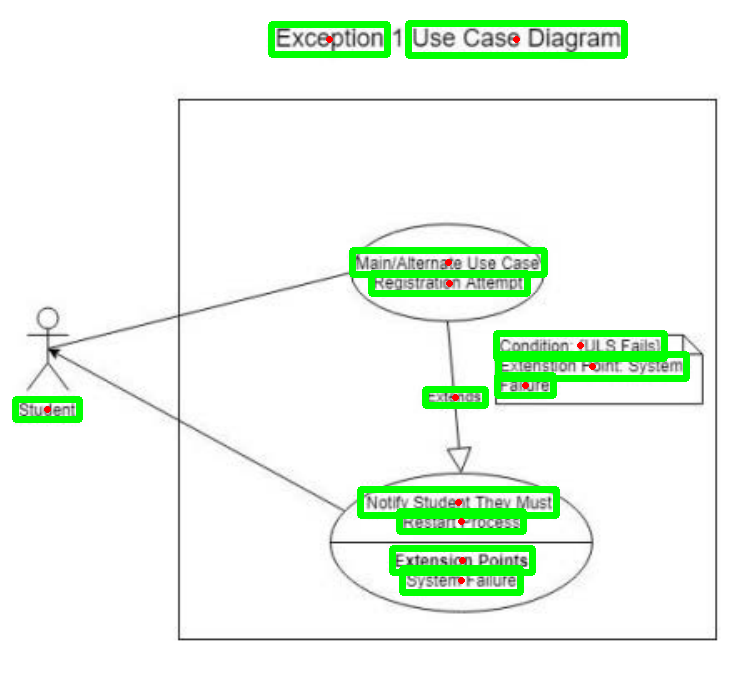 Exception 1 Use Case Diagram
Main/Alternate Use Case
Registration Attempt
Condition: {ULS Fails}
Extenstion Point: System
Failure
Extends
Student
Notify Student They Must
Restart Process
Extension Points
System Failure